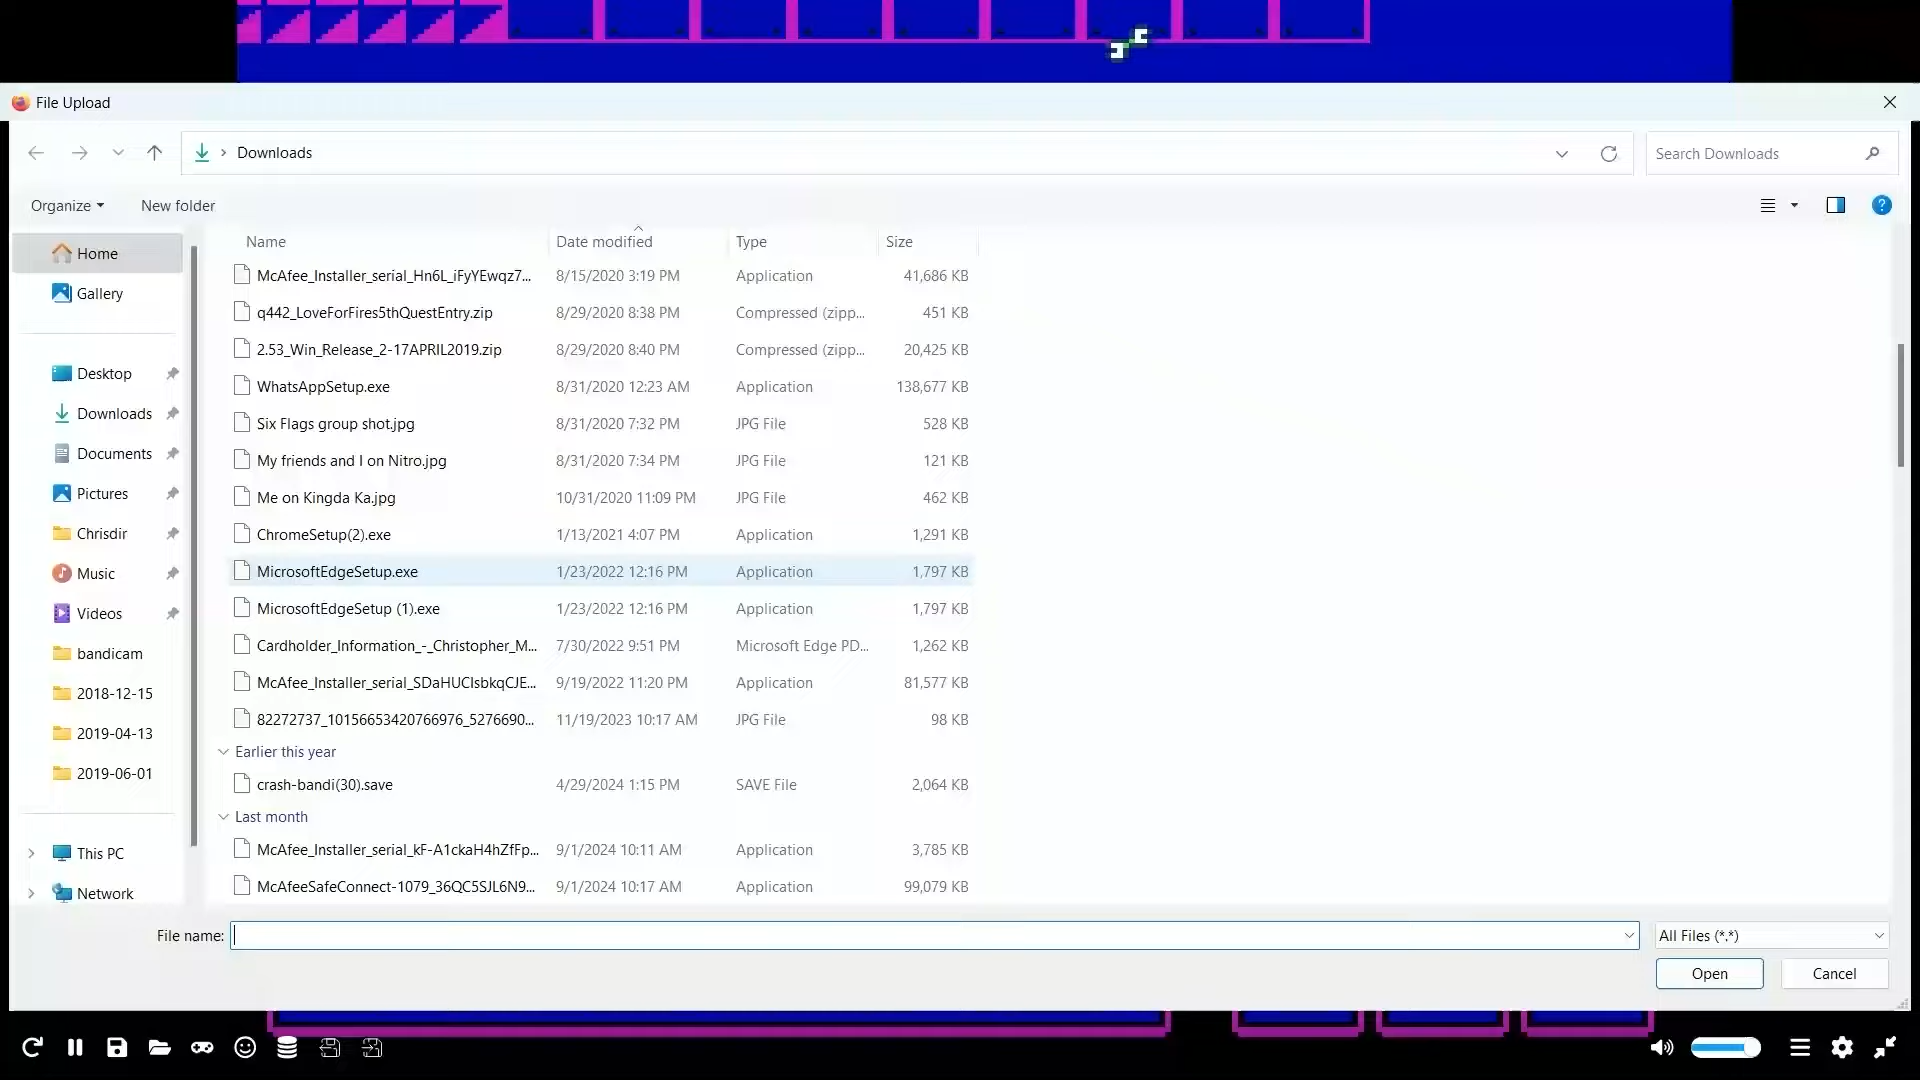 File Upload
Downloads
Search Downloads
Organize
New folder
Home
Gallery
Desktop
Downloads
Documents
Pictures
Chrisdir
Music
Videos
bandicam
2018-12-15
2019-04-13
2019-06-01
This PC
Network
Name Date modified Type Size
McAfee_Installer_serial_Hn6L_iFyYEwqz7... 8/15/2020 3:19 PM Application 41,686 KB
q442_LoveForFires5thQuestEntry.zip 8/29/2020 8:38 PM Compressed (zipp... 451 KB
2.53_Win_Release_2-17APRIL2019.zip 8/29/2020 8:40 PM Compressed (zipp... 20,425 KB
WhatsAppSetup.exe 8/31/2020 12:23 AM Application 138,677 KB
Six Flags group shot.jpg 8/31/2020 7:32 PM JPG File 528 KB
My friends and I on Nitro.jpg 8/31/2020 7:34 PM JPG File 121 KB
Me on Kingda Ka.jpg 10/31/2020 11:09 PM JPG File 462 KB
ChromeSetup(2).exe 1/13/2021 4:07 PM Application 1,291 KB
MicrosoftEdgeSetup.exe 1/23/2022 12:16 PM Application 1,797 KB
MicrosoftEdgeSetup (1).exe 1/23/2022 12:16 PM Application 1,797 KB
Cardholder_Information_-_Christopher_M... 7/30/2022 9:51 PM Microsoft Edge PD... 1,262 KB
McAfee_Installer_serial_SDaHUCIsbkqCJE... 9/19/2022 11:20 PM Application 81,577 KB
82272737_10156653420766976_5276690... 11/19/2023 10:17 AM JPG File 98 KB
Earlier this year
crash-bandi(30).save 4/29/2024 1:15 PM SAVE File 2,064 KB
Last month
McAfee_Installer_serial_kF-A1ckaH4hZfFp... 9/1/2024 10:11 AM Application 3,785 KB
McAfeeSafeConnect-1079_36QC5SJL6N9... 9/1/2024 10:17 AM Application 99,079 KB
File name:
All Files (*.*)
Open
Cancel